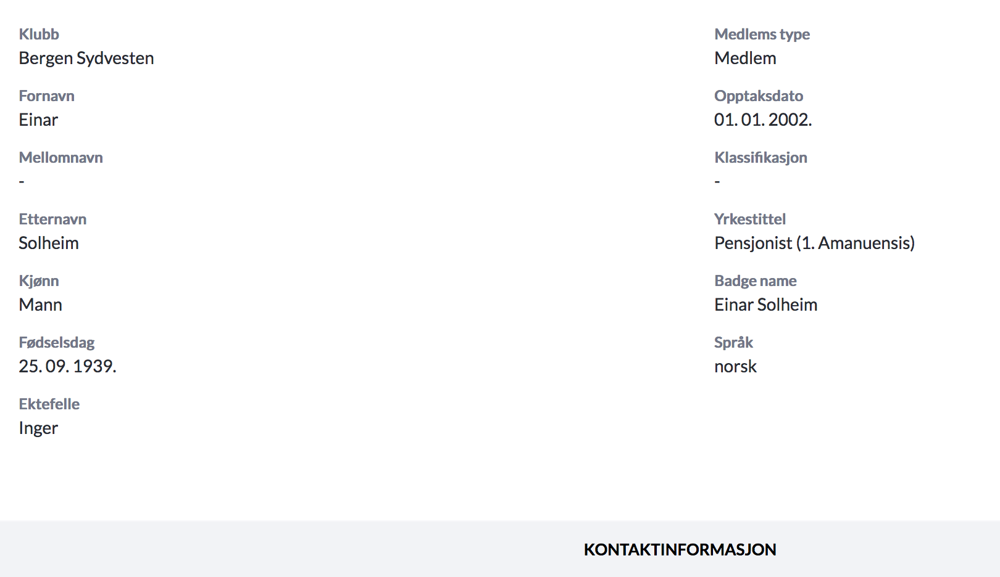 Klubb
Bergen Sydvesten
Fornavn
Einar
Mellomnavn
-
Etternavn
Solheim
Kjønn
Mann
Fødselsdag
25. 09. 1939.
Ektefelle
Inger
Medlems type
Medlem
Opptaksdato
01. 01. 2002.
Klassifikasjon
-
Yrkestittel
Pensjonist (1. Amanuensis)
Badge name
Einar Solheim
Språk
norsk
KONTAKTINFORMASJON